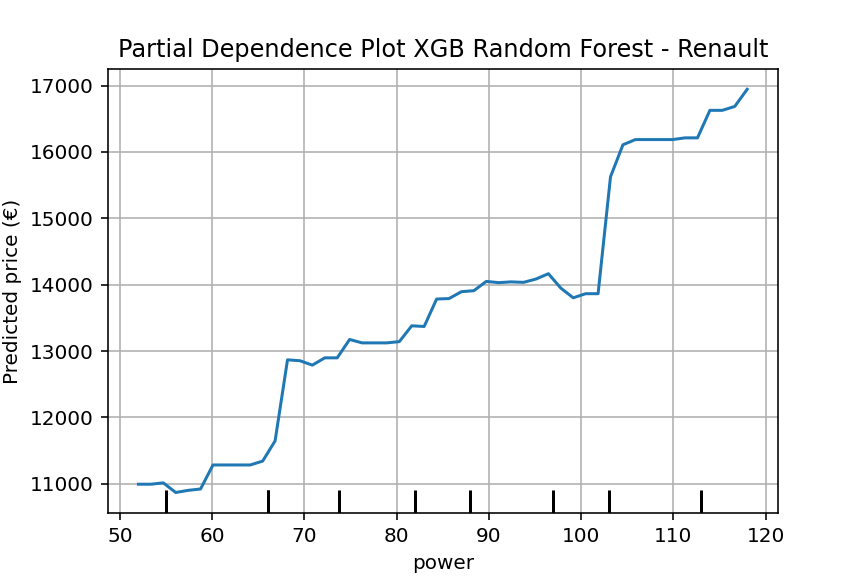 Partial Dependence Plot XGB Random Forest - Renault
17000
16000
15000
14000
13000
12000
11000
Predicted price (€)
50 60 70 80 90 100 110 120
power